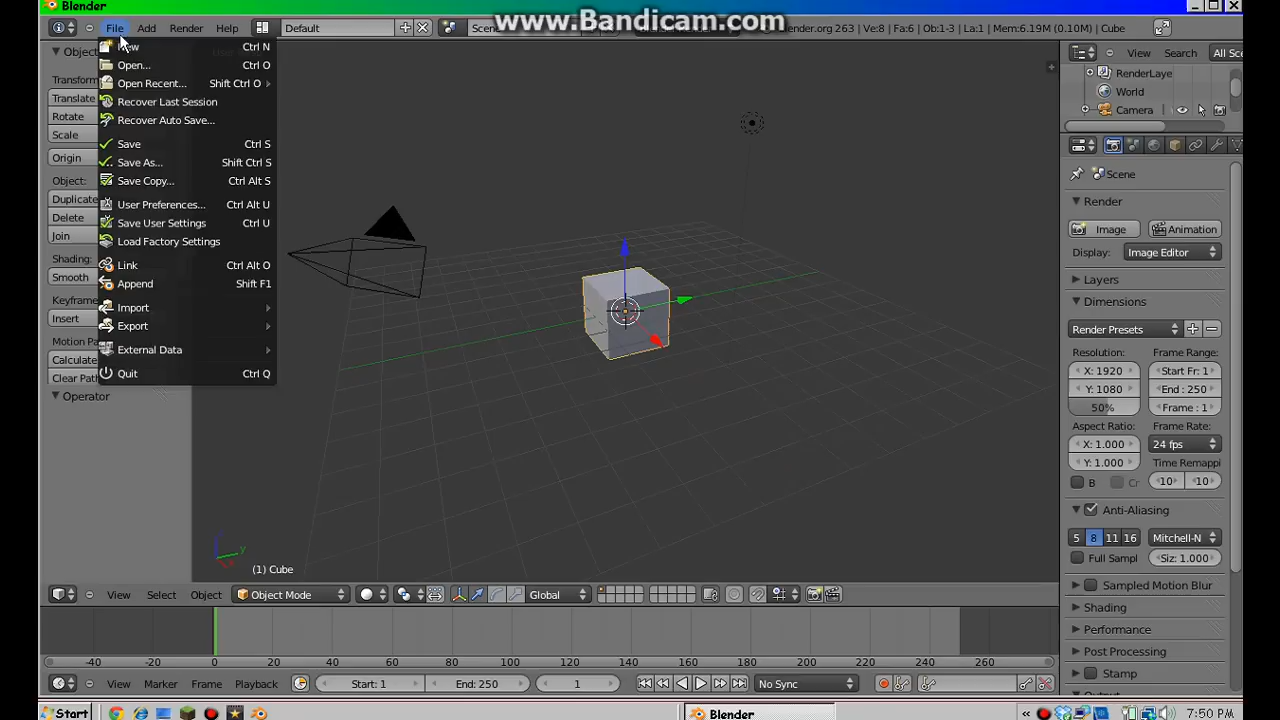 Blender
www.Bandicam.com
File Add Render Help Default Scene blender.org 263 | Ve:8 | Fa:6 | Ob:1-3 | La:1 | Mem:6.19M (0.10M) | Cube
New Ctrl N
Open... Ctrl O
Open Recent... Shift Ctrl O
Recover Last Session
Recover Auto Save...
Save Ctrl S
Save As... Shift Ctrl S
Save Copy... Ctrl Alt S
User Preferences... Ctrl Alt U
Save User Settings Ctrl U
Load Factory Settings
Link Ctrl Alt O
Append Shift F1
Import
Export
External Data
Quit Ctrl Q
Object
Transform
Translate
Rotate
Scale
Origin
Object:
Duplicate
Delete
Join
Shading:
Smooth
Keyframe
Insert
Motion Pa
Calculate
Clear Path
Operator
(1) Cube
View Select Object Object Mode Global
-40 -20 0 20 40 60 80 100 120 140 160 180 200 220 240 260
View Marker Frame Playback Start: 1 End: 250 1 No Sync
View Search All Sce
RenderLaye
World
Camera
Scene
Render
Image Animation
Display: Image Editor
Layers
Dimensions
Render Presets
Resolution: Frame Range:
X: 1920 Start Fr: 1
Y: 1080 End : 250
50% Frame : 1
Aspect Ratio: Frame Rate:
X: 1.000 24 fps
Y: 1.000 Time Remappi
B Cr 10 10
Anti-Aliasing
5 8 11 16 Mitchell-N
Full Sampl Siz: 1.000
Sampled Motion Blur
Shading
Performance
Post Processing
Stamp
Output
Start Blender 7:50 PM